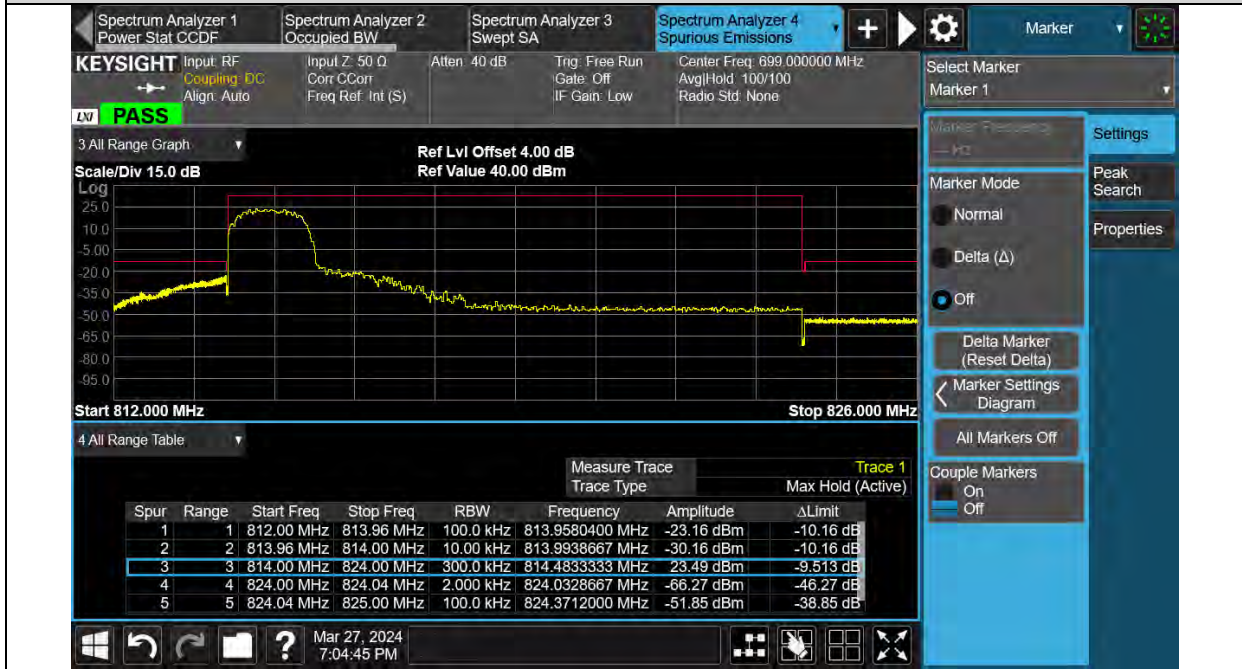 Spectrum Analyzer 1
Power Stat CCDF
Spectrum Analyzer 2
Occupied BW
Spectrum Analyzer 3
Swept SA
Spectrum Analyzer 4
Spurious Emissions
Marker
KEYSIGHT
Input: RF
Coupling: DC
Align: Auto
Input Z: 50 Ω
Corr CCorr
Freq Ref: Int (S)
Atten: 40 dB
Trig: Free Run
Gate: Off
IF Gain: Low
Center Freq: 699.000000 MHz
Avg|Hold: 100/100
Radio Std: None
LXI PASS
Select Marker
Marker 1
3 All Range Graph
Scale/Div 15.0 dB
Ref Lvl Offset 4.00 dB
Ref Value 40.00 dBm
Log
25.0
10.0
-5.00
-20.0
-35.0
-50.0
-65.0
-80.0
-95.0
Start 812.000 MHz
Stop 826.000 MHz
Marker Frequency
--- Hz
Marker Mode
Normal
Delta (Δ)
Off
Delta Marker
(Reset Delta)
Marker Settings
Diagram
All Markers Off
Couple Markers
On
Off
Settings
Peak
Search
Properties
4 All Range Table
Measure Trace Trace 1
Trace Type Max Hold (Active)
Spur Range Start Freq Stop Freq RBW Frequency Amplitude ΔLimit
1 1 812.00 MHz 813.96 MHz 100.0 kHz 813.9580400 MHz -23.16 dBm -10.16 dB
2 2 813.96 MHz 814.00 MHz 10.00 kHz 813.9938667 MHz -30.16 dBm -10.16 dB
3 3 814.00 MHz 824.00 MHz 300.0 kHz 814.4833333 MHz 23.49 dBm -9.513 dB
4 4 824.00 MHz 824.04 MHz 2.000 kHz 824.0328667 MHz -66.27 dBm -46.27 dB
5 5 824.04 MHz 825.00 MHz 100.0 kHz 824.3712000 MHz -51.85 dBm -38.85 dB
Mar 27, 2024
7:04:45 PM